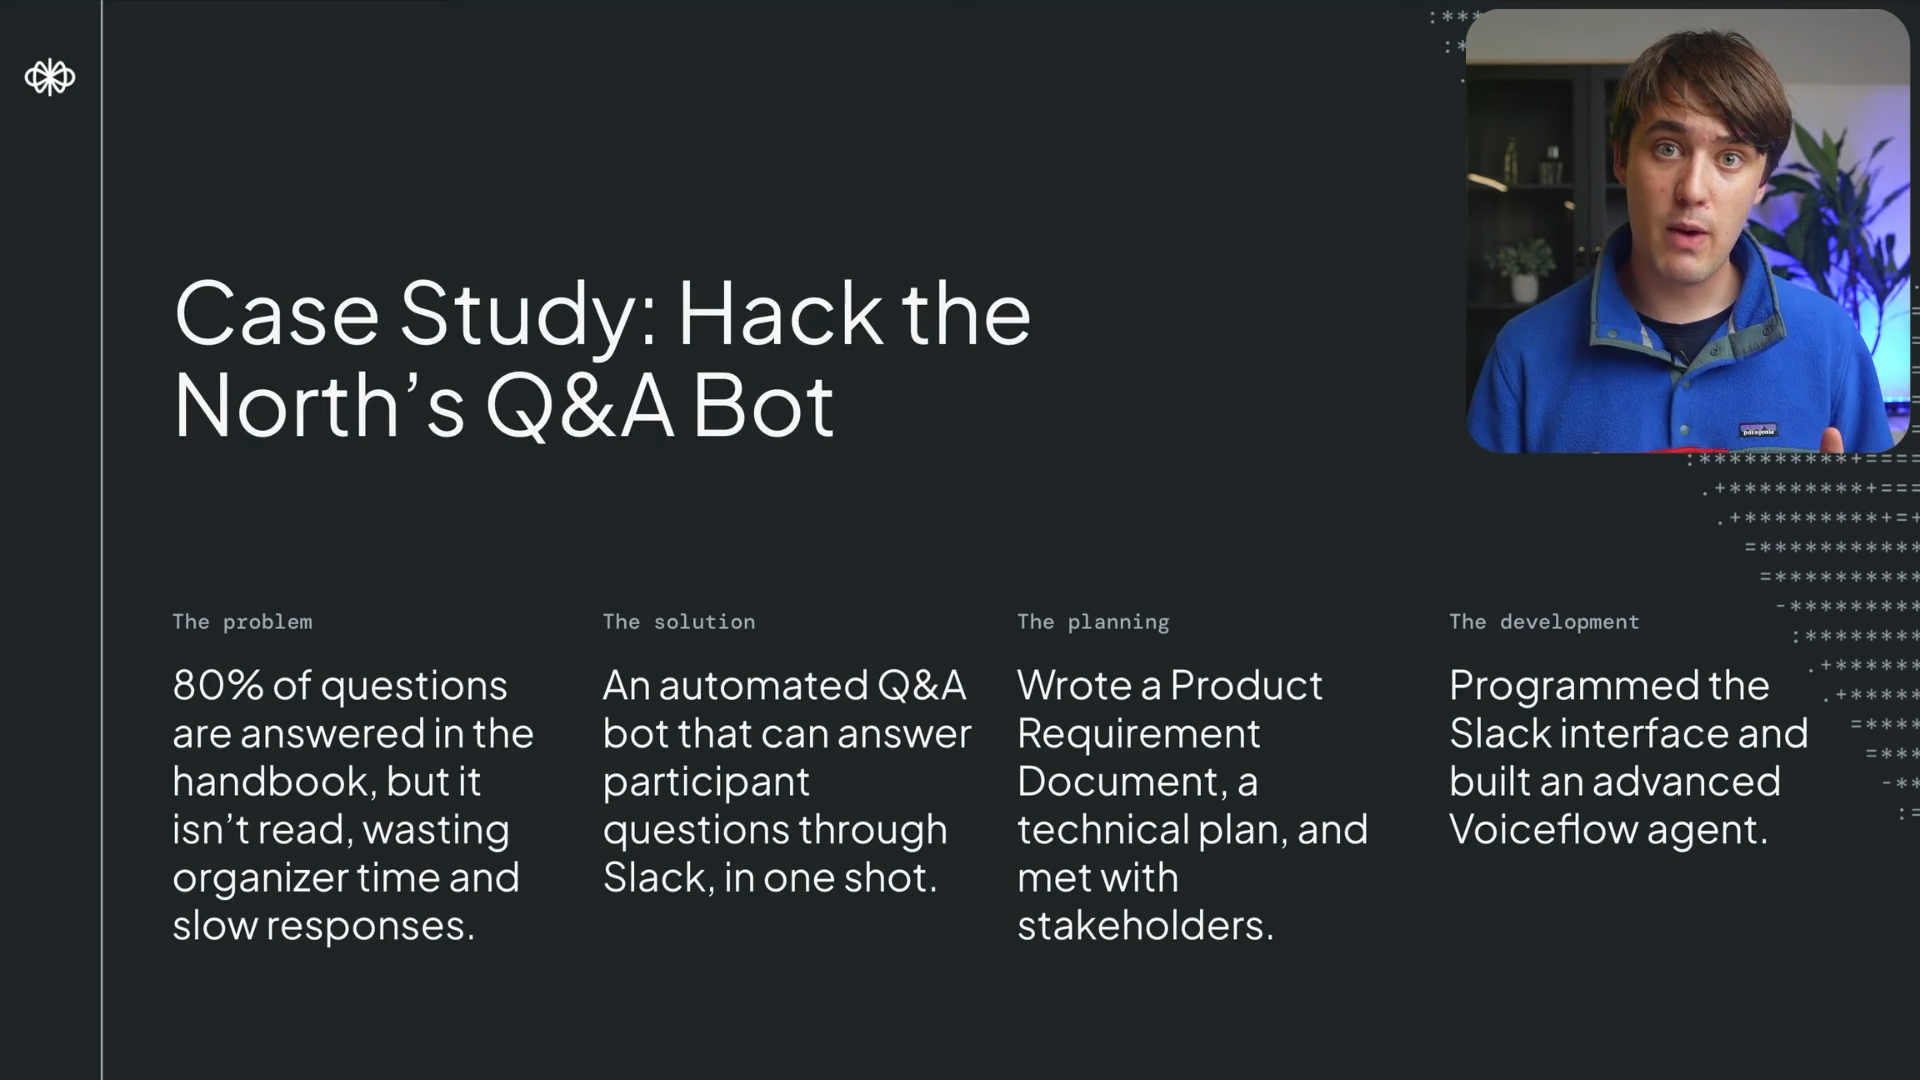 Case Study: Hack the
North’s Q&A Bot
The problem
80% of questions
are answered in the
handbook, but it
isn’t read, wasting
organizer time and
slow responses.
The solution
An automated Q&A
bot that can answer
participant
questions through
Slack, in one shot.
The planning
Wrote a Product
Requirement
Document, a
technical plan, and
met with
stakeholders.
The development
Programmed the
Slack interface and
built an advanced
Voiceflow agent.
patagonia